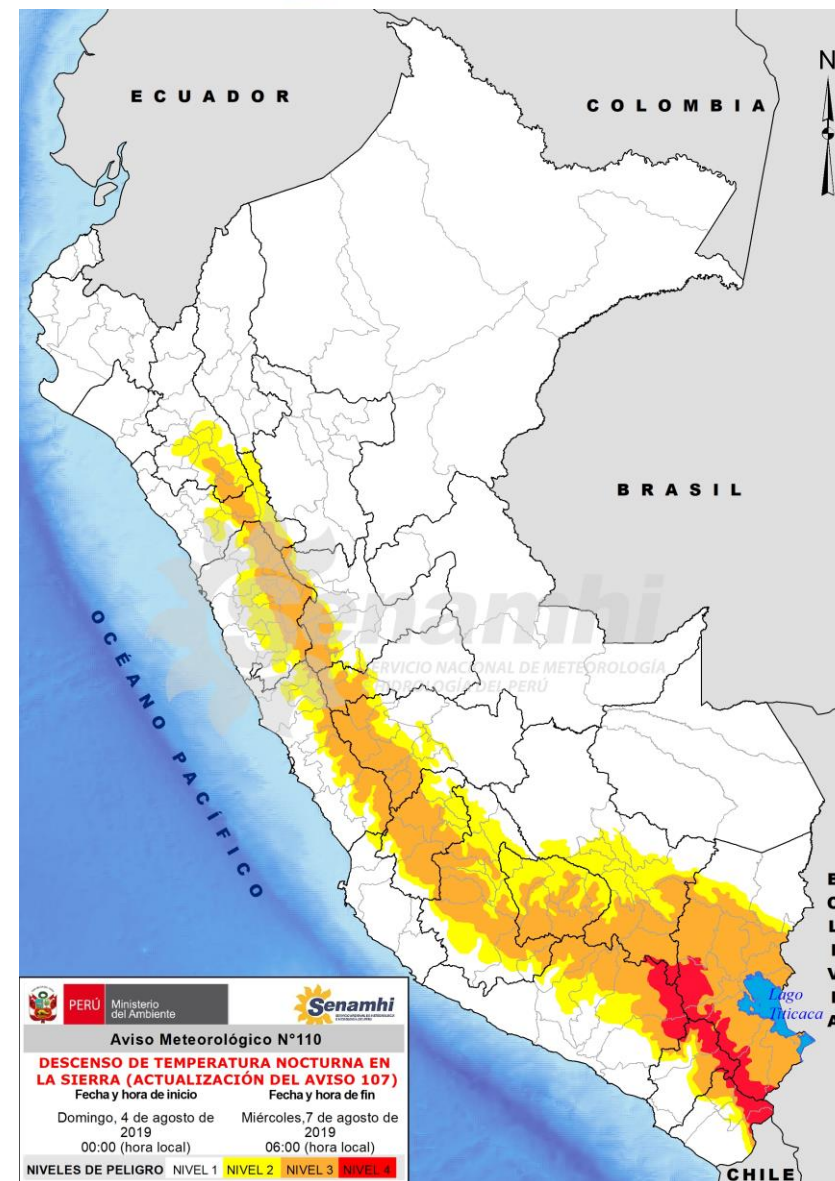 ECUADOR
COLOMBIA
N
BRASIL
Senamhi
SERVICIO NACIONAL DE METEOROLOGÍA
HIDROLOGÍA DEL PERÚ
OCÉANO PACÍFICO
BOLIVIA
Lago
Titicaca
CHILE
PERÚ
Ministerio
del Ambiente
Senamhi
Aviso Meteorológico N°110
DESCENSO DE TEMPERATURA NOCTURNA EN
LA SIERRA (ACTUALIZACIÓN DEL AVISO 107)
Fecha y hora de inicio
Domingo, 4 de agosto de
2019
00:00 (hora local)
Fecha y hora de fin
Miércoles,7 de agosto de
2019
06:00 (hora local)
NIVELES DE PELIGRO NIVEL 1 NIVEL 2 NIVEL 3 NIVEL 4